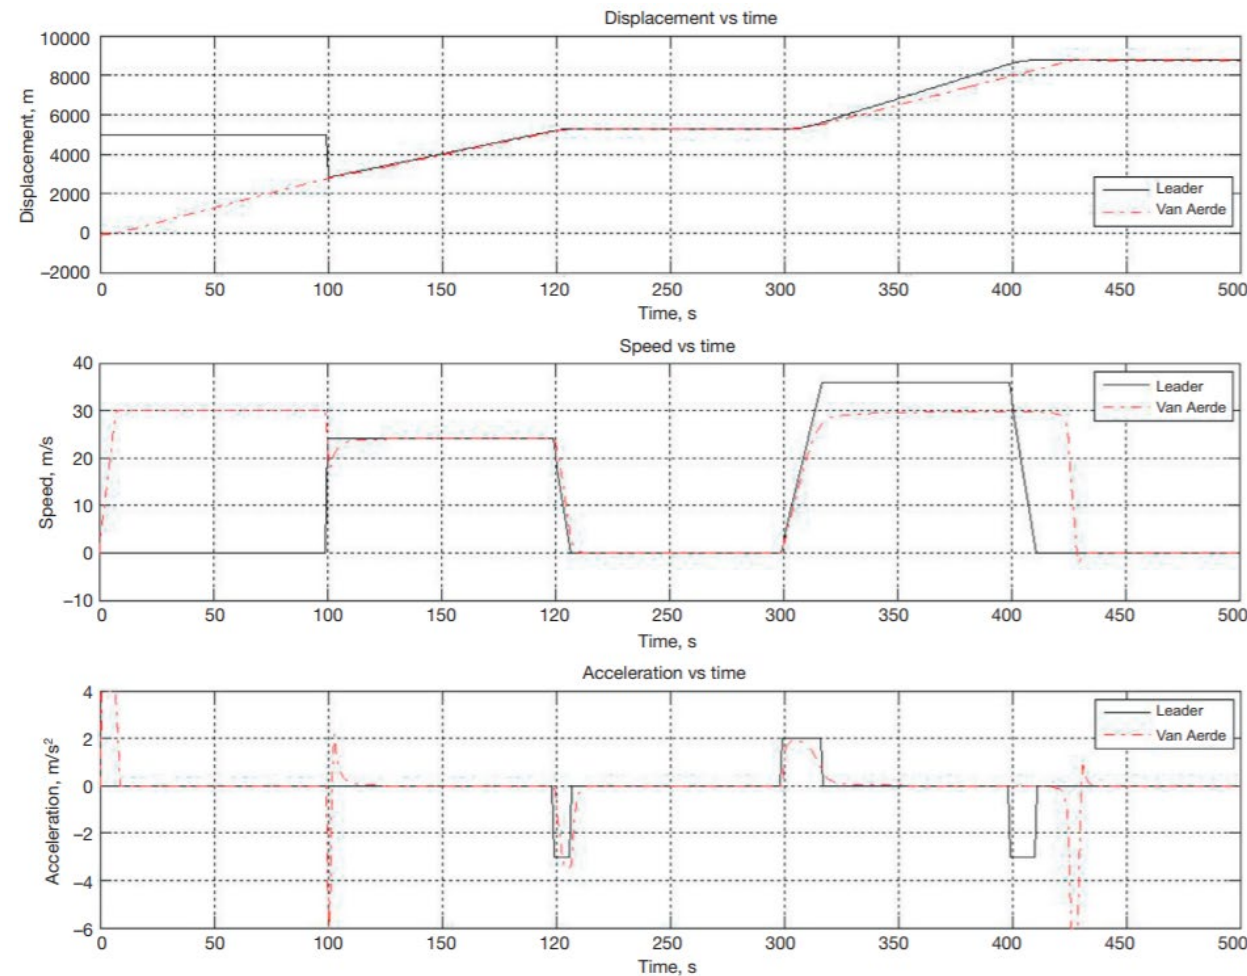 Displacement vs time
Displacement, m
10000
8000
6000
4000
2000
0
–2000
Leader
Van Aerde
0 50 100 150 120 250 300 350 400 450 500
Time, s
Speed vs time
Speed, m/s
40
30
20
10
0
–10
Leader
Van Aerde
0 50 100 150 120 250 300 350 400 450 500
Time, s
Acceleration vs time
Acceleration, m/s²
4
2
0
–2
–4
–6
Leader
Van Aerde
0 50 100 150 120 250 300 350 400 450 500
Time, s